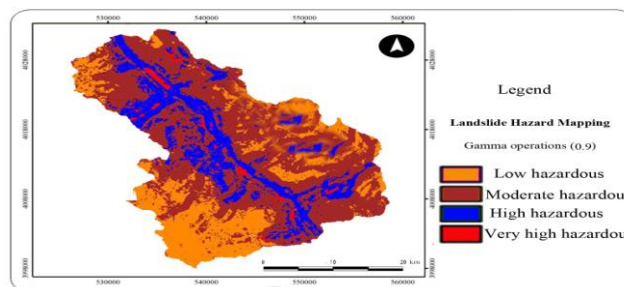 530000 540000 550000 560000
Legend
Landslide Hazard Mapping
Gamma operations (0.9)
Low hazardous
Moderate hazardou
High hazardous
Very high hazardou
0 10 20 km
530000 540000 550000 560000